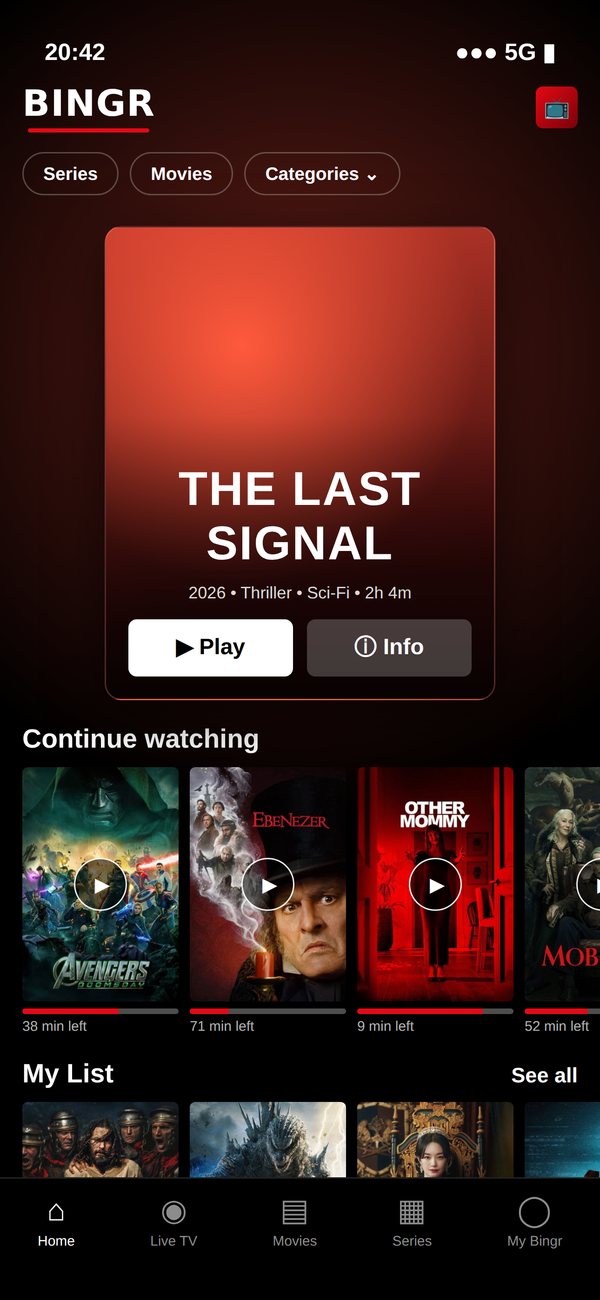 20:42
5G
BINGR
Series
Movies
Categories
THE LAST
SIGNAL
2026 • Thriller • Sci-Fi • 2h 4m
▶ Play
ⓘ Info
Continue watching
AVENGERS
DOOMSDAY
EBENEZER
OTHER
MOMMY
MOB
38 min left
71 min left
9 min left
52 min left
My List
See all
Home
Live TV
Movies
Series
My Bingr